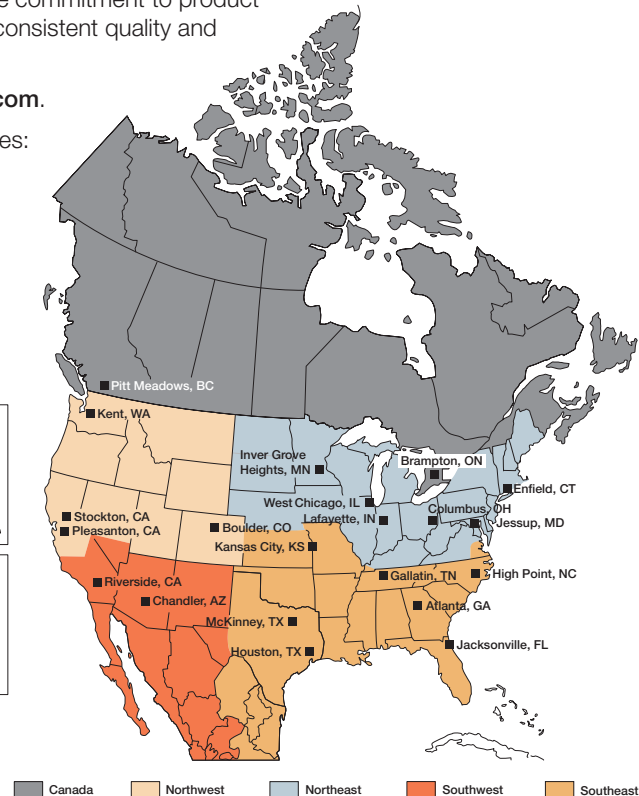 e commitment to product
consistent quality and
com.
es:
Pitt Meadows, BC
Kent, WA
Inver Grove
Heights, MN
Brampton, ON
Enfield, CT
West Chicago, IL
Columbus, OH
Lafayette, IN
Jessup, MD
Stockton, CA
Pleasanton, CA
Boulder, CO
Kansas City, KS
Gallatin, TN
High Point, NC
Riverside, CA
Chandler, AZ
Atlanta, GA
McKinney, TX
Houston, TX
Jacksonville, FL
Canada
Northwest
Northeast
Southwest
Southeast